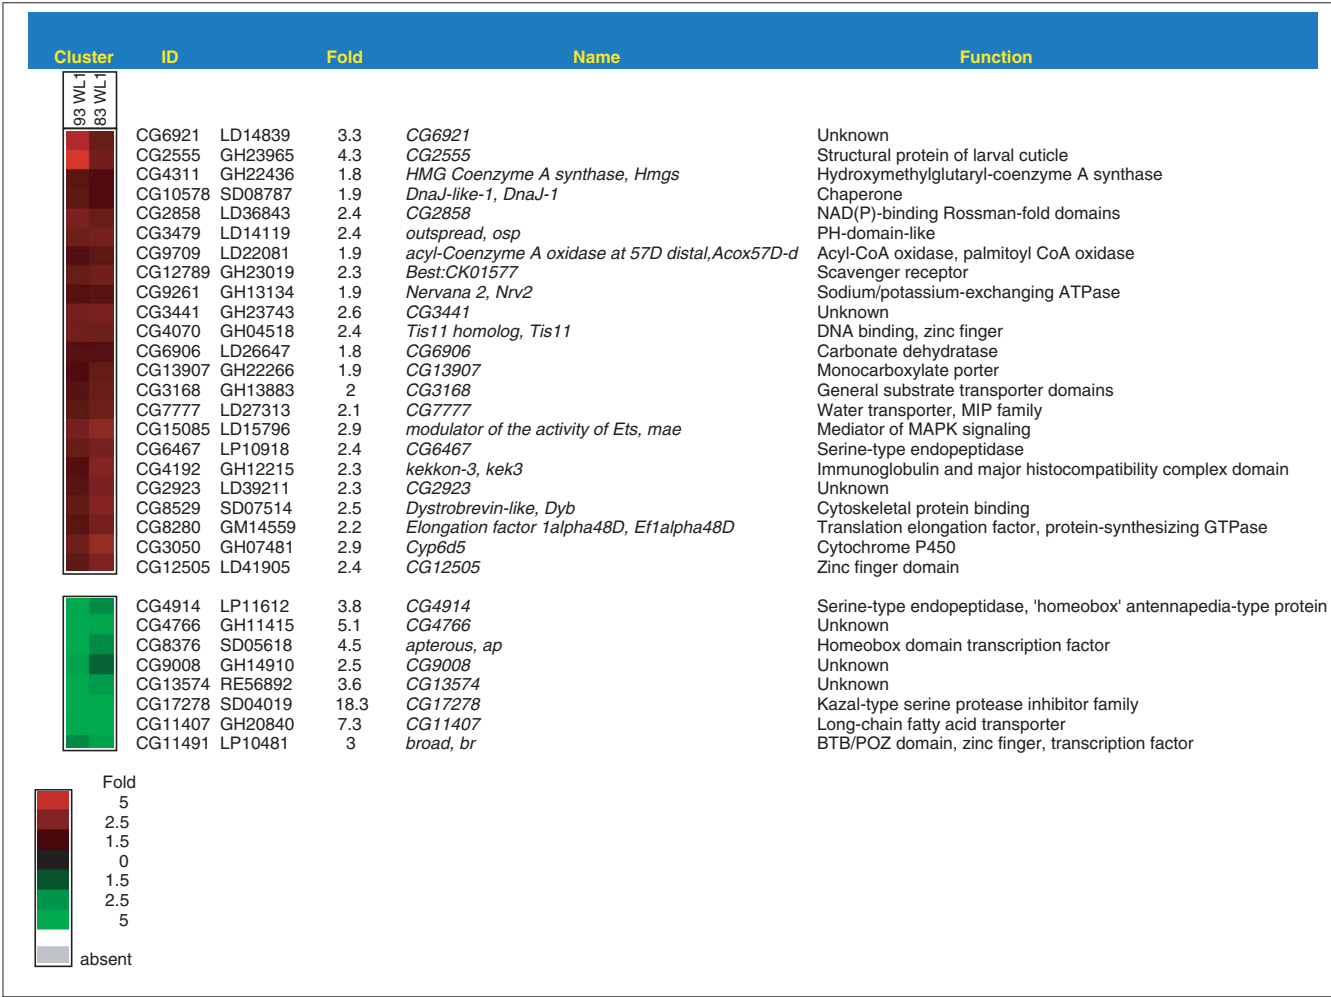 Cluster ID Fold Name Function
93 WL1
83 WL1
CG6921 LD14839 3.3 CG6921 Unknown
CG2555 GH23965 4.3 CG2555 Structural protein of larval cuticle
CG4311 GH22436 1.8 HMG Coenzyme A synthase, Hmgs Hydroxymethylglutaryl-coenzyme A synthase
CG10578 SD08787 1.9 DnaJ-like-1, DnaJ-1 Chaperone
CG2858 LD36843 2.4 CG2858 NAD(P)-binding Rossman-fold domains
CG3479 LD14119 2.4 outspread, osp PH-domain-like
CG9709 LD22081 1.9 acyl-Coenzyme A oxidase at 57D distal,Acox57D-d Acyl-CoA oxidase, palmitoyl CoA oxidase
CG12789 GH23019 2.3 Best:CK01577 Scavenger receptor
CG9261 GH13134 1.9 Nervana 2, Nrv2 Sodium/potassium-exchanging ATPase
CG3441 GH23743 2.6 CG3441 Unknown
CG4070 GH04518 2.4 Tis11 homolog, Tis11 DNA binding, zinc finger
CG6906 LD26647 1.8 CG6906 Carbonate dehydratase
CG13907 GH22266 1.9 CG13907 Monocarboxylate porter
CG3168 GH13883 2 CG3168 General substrate transporter domains
CG7777 LD27313 2.1 CG7777 Water transporter, MIP family
CG15085 LD15796 2.9 modulator of the activity of Ets, mae Mediator of MAPK signaling
CG6467 LP10918 2.4 CG6467 Serine-type endopeptidase
CG4192 GH12215 2.3 kekkon-3, kek3 Immunoglobulin and major histocompatibility complex domain
CG2923 LD39211 2.3 CG2923 Unknown
CG8529 SD07514 2.5 Dystrobrevin-like, Dyb Cytoskeletal protein binding
CG8280 GM14559 2.2 Elongation factor 1alpha48D, Ef1alpha48D Translation elongation factor, protein-synthesizing GTPase
CG3050 GH07481 2.9 Cyp6d5 Cytochrome P450
CG12505 LD41905 2.4 CG12505 Zinc finger domain
CG4914 LP11612 3.8 CG4914 Serine-type endopeptidase, 'homeobox' antennapedia-type protein
CG4766 GH11415 5.1 CG4766 Unknown
CG8376 SD05618 4.5 apterous, ap Homeobox domain transcription factor
CG9008 GH14910 2.5 CG9008 Unknown
CG13574 RE56892 3.6 CG13574 Unknown
CG17278 SD04019 18.3 CG17278 Kazal-type serine protease inhibitor family
CG11407 GH20840 7.3 CG11407 Long-chain fatty acid transporter
CG11491 LP10481 3 broad, br BTB/POZ domain, zinc finger, transcription factor
Fold
5
2.5
1.5
0
1.5
2.5
5
absent